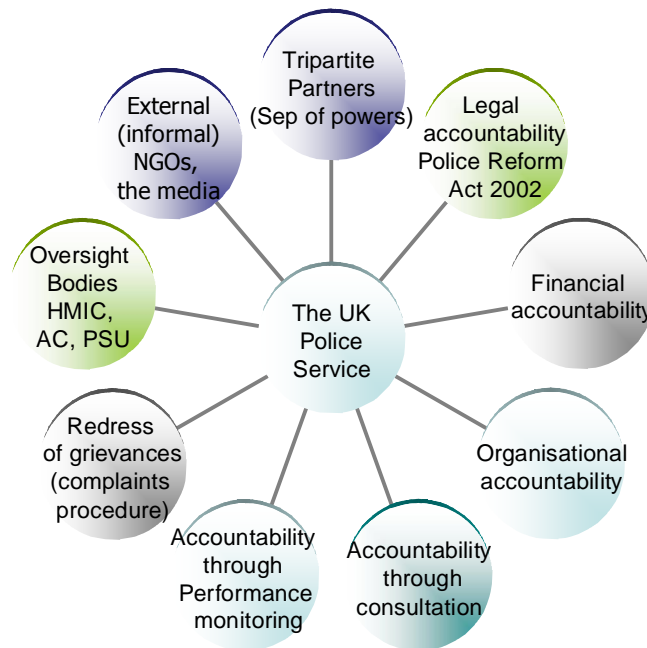 Tripartite
Partners
(Sep of powers)
Legal
accountability
Police Reform
Act 2002
Financial
accountability
Organisational
accountability
Accountability
through
consultation
Accountability
through
Performance
monitoring
Redress
of grievances
(complaints
procedure)
Oversight
Bodies
HMIC,
AC, PSU
External
(informal)
NGOs,
the media
The UK
Police
Service